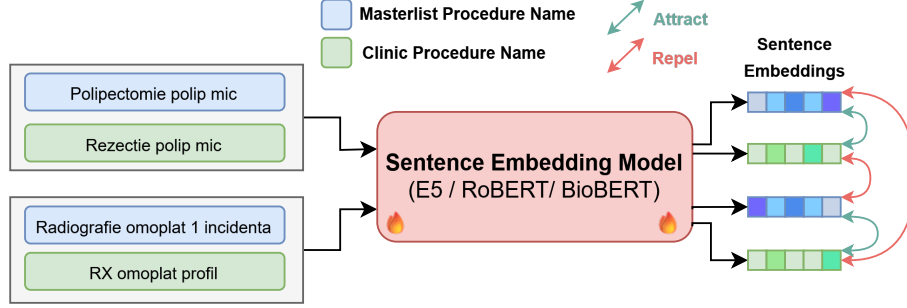 Masterlist Procedure Name
Clinic Procedure Name
Attract
Repel
Sentence
Embeddings
Polipectomie polip mic
Rezectie polip mic
Radiografie omoplat 1 incidenta
RX omoplat profil
Sentence Embedding Model
(E5 / RoBERT/ BioBERT)